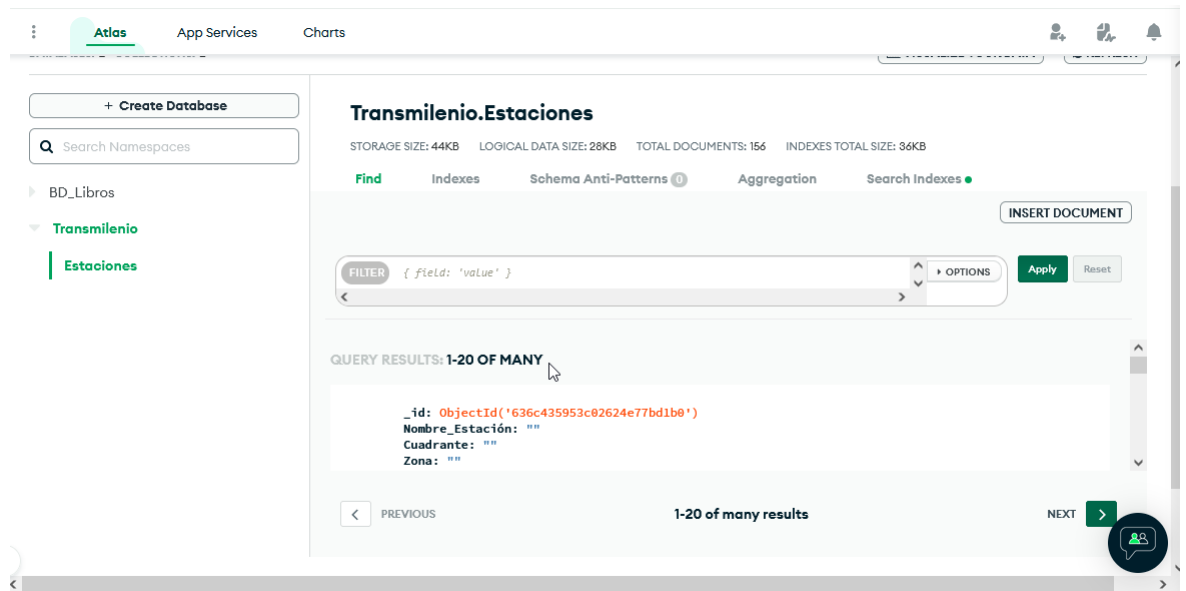 Atlas App Services Charts
+ Create Database
Search Namespaces
BD_Libros
Transmilenio
Estaciones
Transmilenio.Estaciones
STORAGE SIZE: 44KB LOGICAL DATA SIZE: 28KB TOTAL DOCUMENTS: 156 INDEXES TOTAL SIZE: 36KB
Find Indexes Schema Anti-Patterns 0 Aggregation Search Indexes
INSERT DOCUMENT
FILTER { field: 'value' } OPTIONS Apply Reset
QUERY RESULTS: 1-20 OF MANY
_id: ObjectId('636c435953c02624e77bd1b0')
Nombre_Estación: ""
Cuadrante: ""
Zona: ""
PREVIOUS 1-20 of many results NEXT